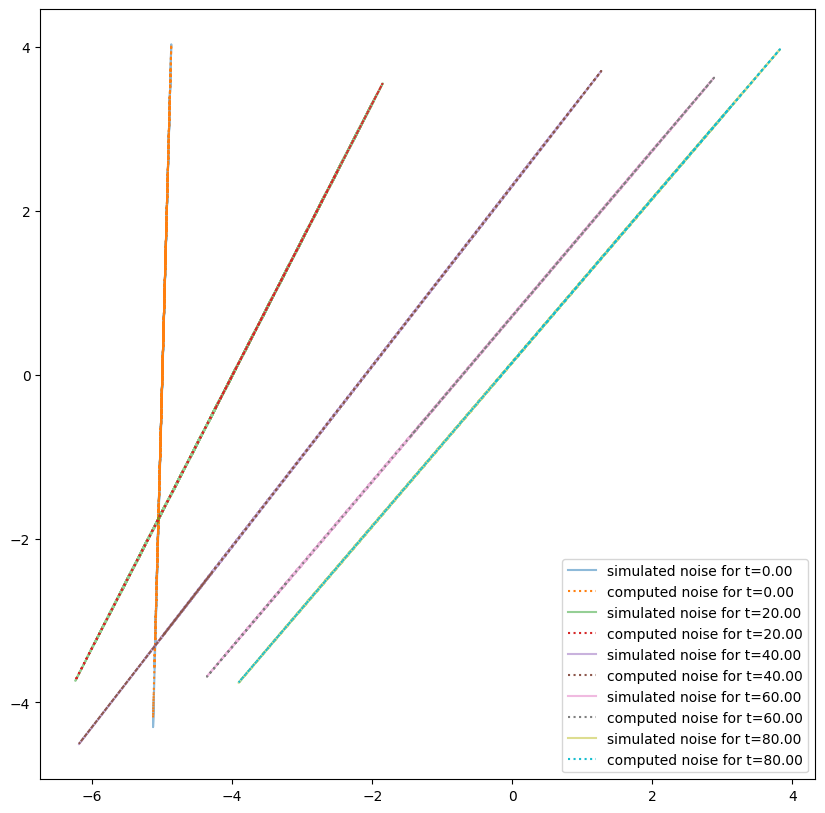 4
2
0
−2
−4
−6
−4
−2
0
2
4
simulated noise for t=0.00
computed noise for t=0.00
simulated noise for t=20.00
computed noise for t=20.00
simulated noise for t=40.00
computed noise for t=40.00
simulated noise for t=60.00
computed noise for t=60.00
simulated noise for t=80.00
computed noise for t=80.00